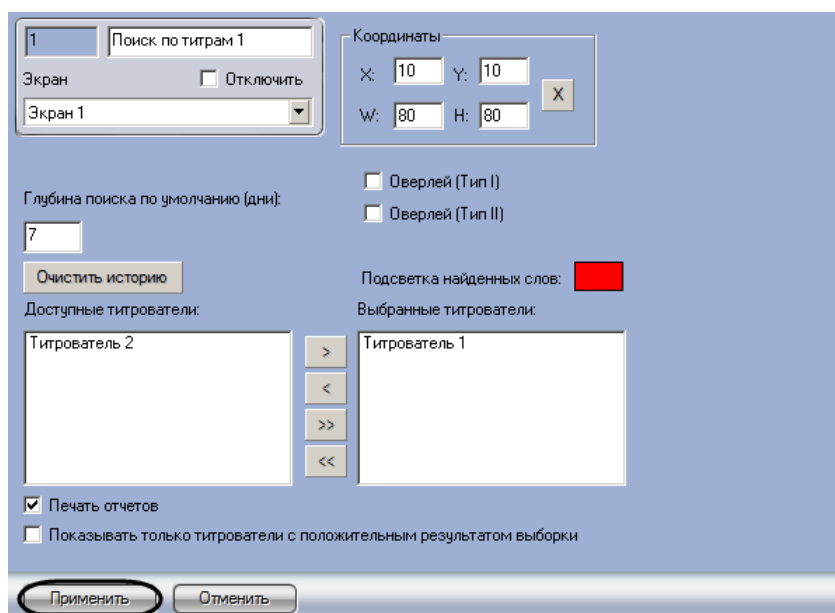 1
Поиск по титрам 1
Экран
Отключить
Экран 1
Координаты
X: 10 Y: 10
X
W: 80 H: 80
Оверлей (Тип I)
Оверлей (Тип II)
Глубина поиска по умолчанию (дни):
7
Очистить историю
Подсветка найденных слов:
Доступные титрователи:
Выбранные титрователи:
Титрователь 2
Титрователь 1
>
<
>>
<<
Печать отчетов
Показывать только титрователи с положительным результатом выборки
Применить
Отменить